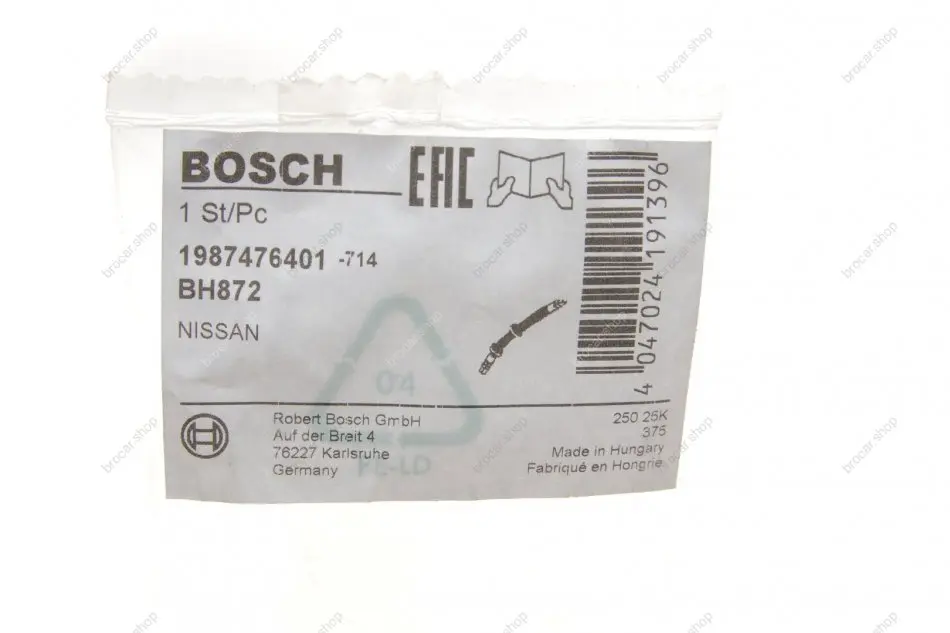 BOSCH
EAC
1 St/Pc
1987476401 -714
BH872
NISSAN
4 047024 191396
04
PE-LD
Robert Bosch GmbH
Auf der Breit 4
76227 Karlsruhe
Germany
250 26K
375
Made in Hungary
Fabriqué en Hongrie
brocar.shop